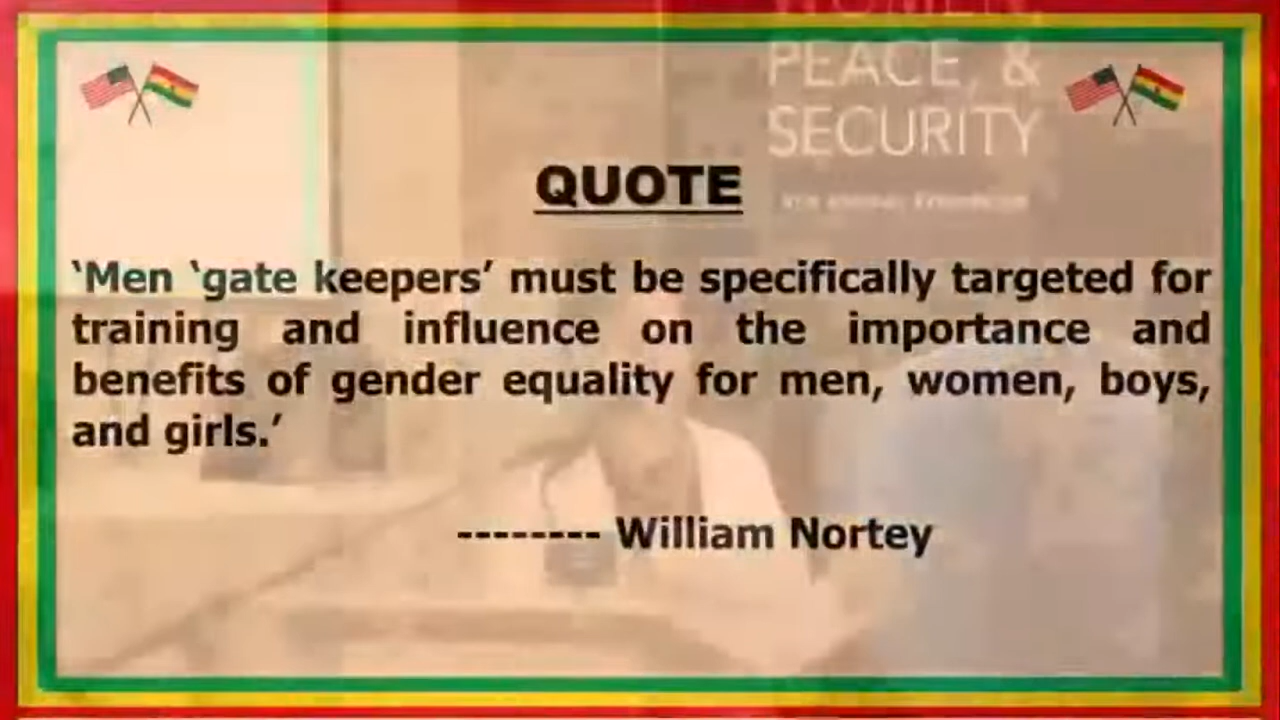 WOMEN,
PEACE, &
SECURITY
QUOTE
‘Men ‘gate keepers’ must be specifically targeted for
training and influence on the importance and
benefits of gender equality for men, women, boys,
and girls.’
-------- William Nortey